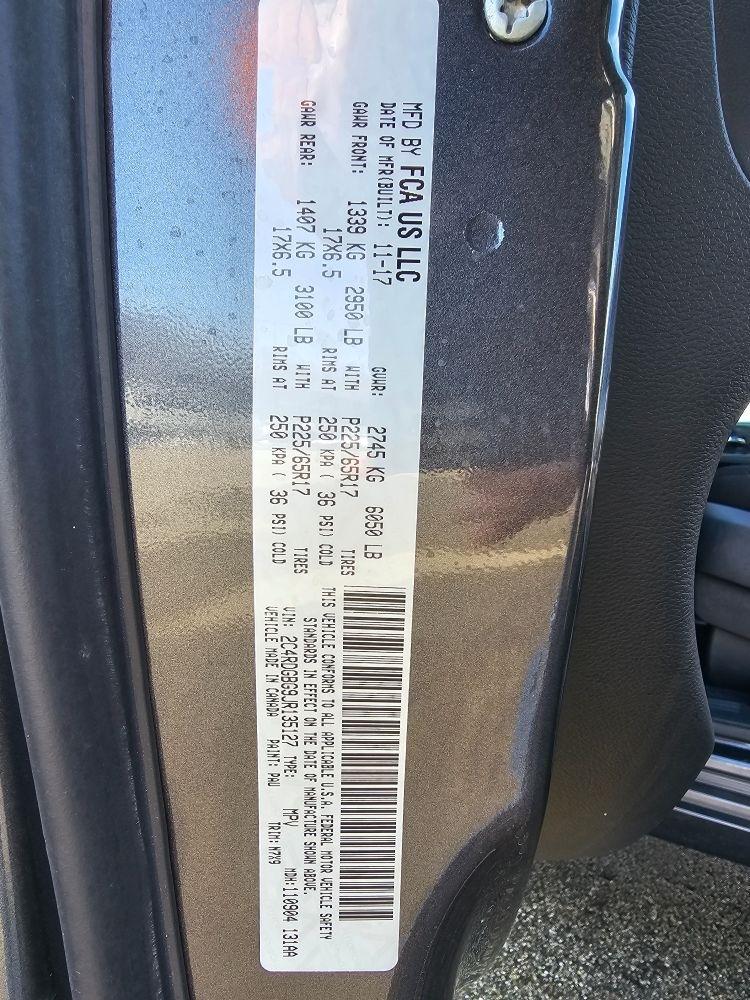 MFD BY FCA US LLC
DATE OF MFR(BUILT): 11-17 GVWR: 2745 KG 6050 LB
GAWR FRONT: 1339 KG 2950 LB WITH P225/65R17 TIRES
17X6.5 RIMS AT 250 KPA ( 36 PSI) COLD
GAWR REAR: 1407 KG 3100 LB WITH P225/65R17 TIRES
17X6.5 RIMS AT 250 KPA ( 36 PSI) COLD
THIS VEHICLE CONFORMS TO ALL APPLICABLE U.S.A. FEDERAL MOTOR VEHICLE SAFETY
STANDARDS IN EFFECT ON THE DATE OF MANUFACTURE SHOWN ABOVE.
VIN: 2C4RDGBG9JR135127 TYPE: MPV MDH:110904 131AA
VEHICLE MADE IN CANADA PAINT: PAU TRIM:M7X9